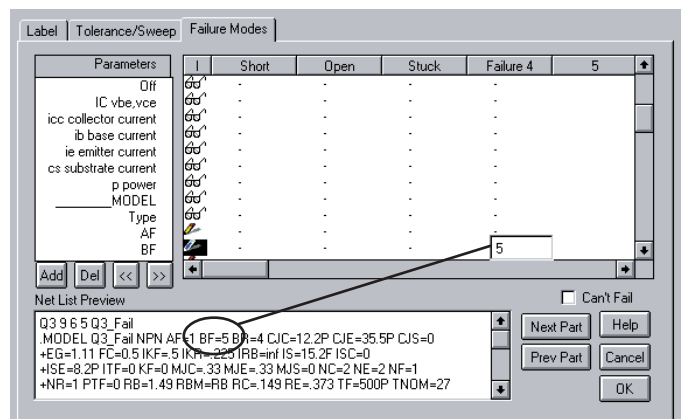 Label Tolerance/Sweep Failure Modes
Parameters I Short Open Stuck Failure 4 5
Off - - - -
IC vbe,vce - - - -
icc collector current - - - -
ib base current - - - -
ie emitter current - - - -
cs substrate current - - - -
p power - - - -
________MODEL - - - -
Type - - - -
AF - - - -
BF - - - 5
Add Del << >>
Net List Preview Can't Fail
Q3 9 6 5 Q3_Fail
.MODEL Q3_Fail NPN AF=1 BF=5 BR=4 CJC=12.2P CJE=35.5P CJS=0
+EG=1.11 FC=0.5 IKF=.5 IKR=.225 IRB=inf IS=15.2F ISC=0
+ISE=8.2P ITF=0 KF=0 MJC=.33 MJE=.33 MJS=0 NC=2 NE=2 NF=1
+NR=1 PTF=0 RB=1.49 RBM=RB RC=.149 RE=.373 TF=500P TNOM=27
Next Part Help
Prev Part Cancel
OK